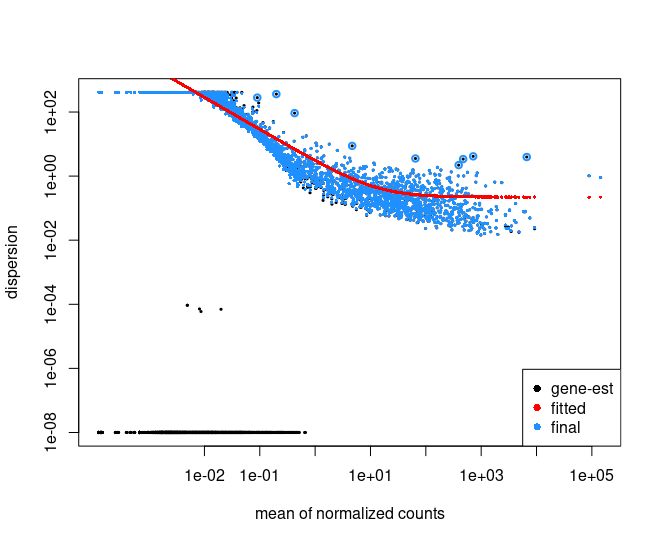 dispersion
1e+02
1e+00
1e-02
1e-04
1e-06
1e-08
gene-est
fitted
final
1e-02 1e-01 1e+01 1e+03 1e+05
mean of normalized counts